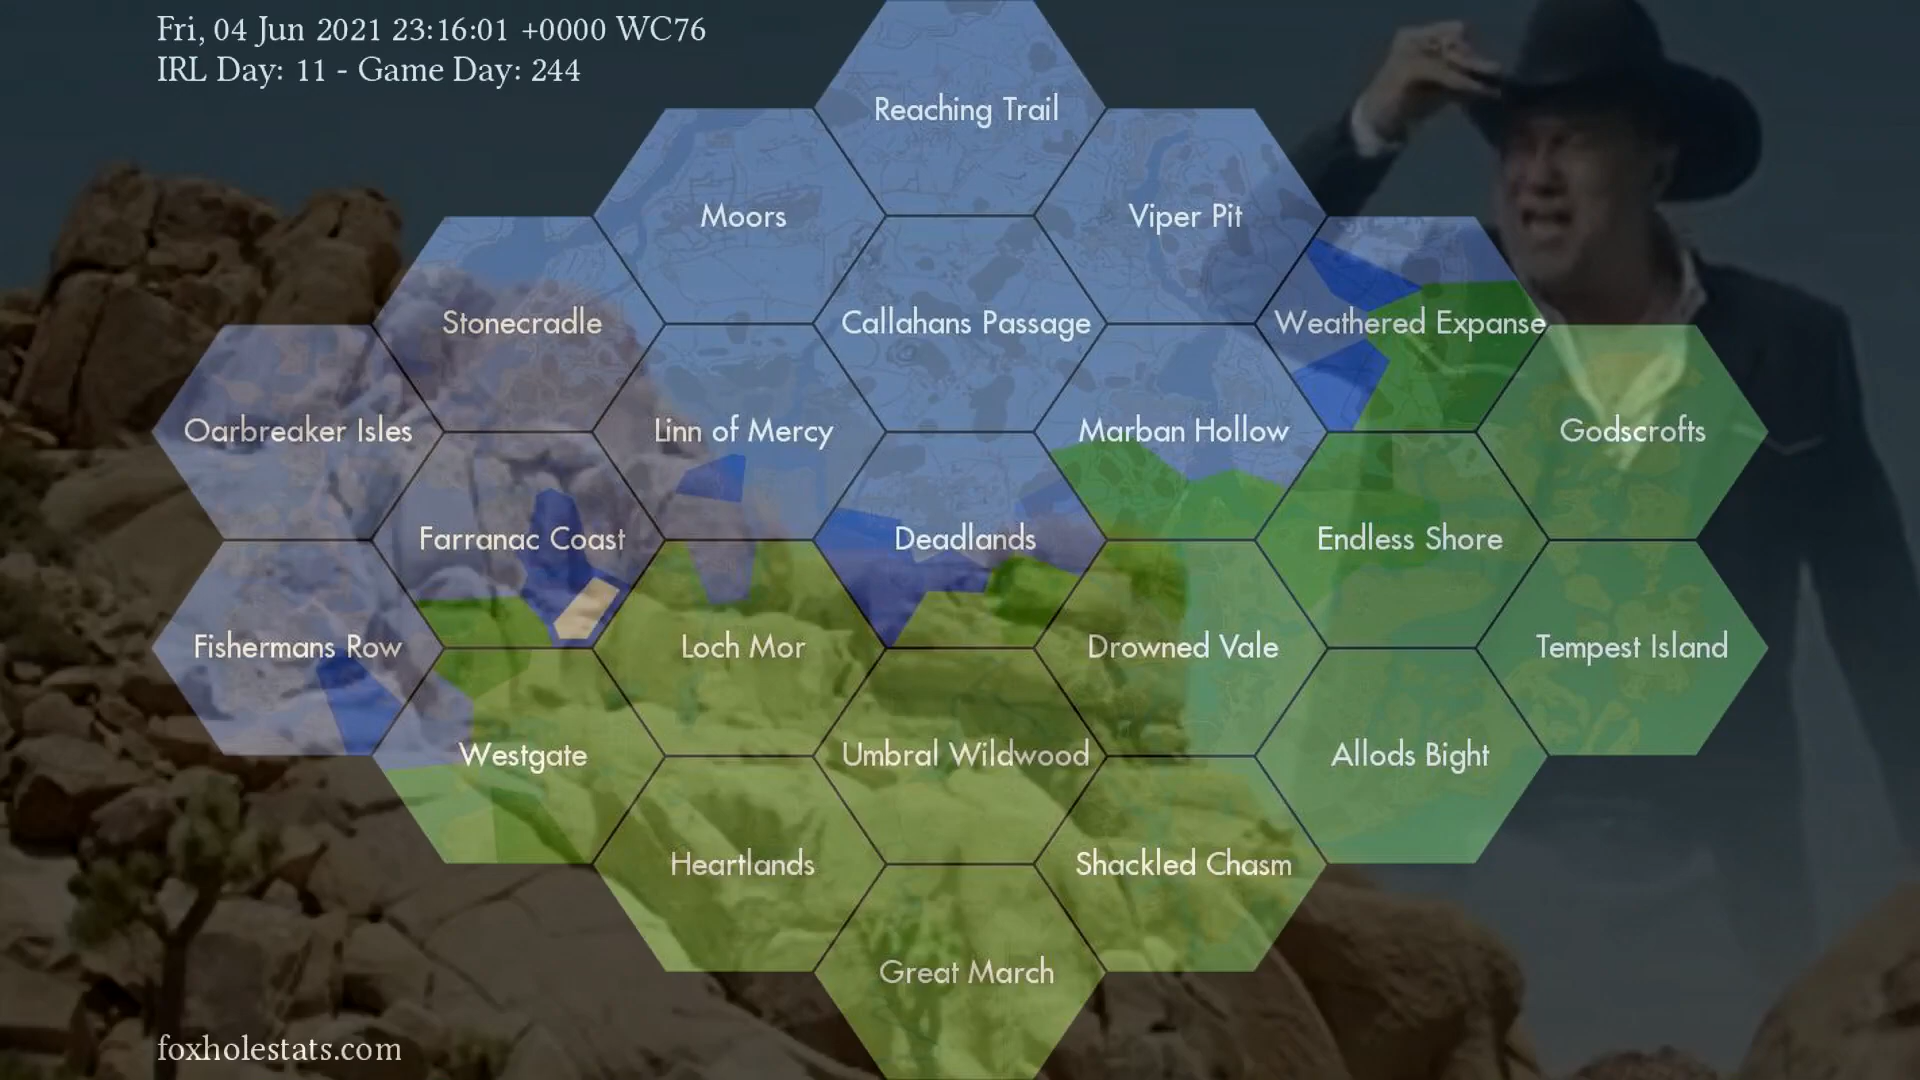 Fri, 04 Jun 2021 23:16:01 +0000 WC76
IRL Day: 11 - Game Day: 244
Reaching Trail
Moors
Viper Pit
Stonecradle
Callahans Passage
Weathered Expanse
Oarbreaker Isles
Linn of Mercy
Marban Hollow
Godscrofts
Farranac Coast
Deadlands
Endless Shore
Fishermans Row
Loch Mor
Drowned Vale
Tempest Island
Westgate
Umbral Wildwood
Allods Bight
Heartlands
Shackled Chasm
Great March
foxholestats.com